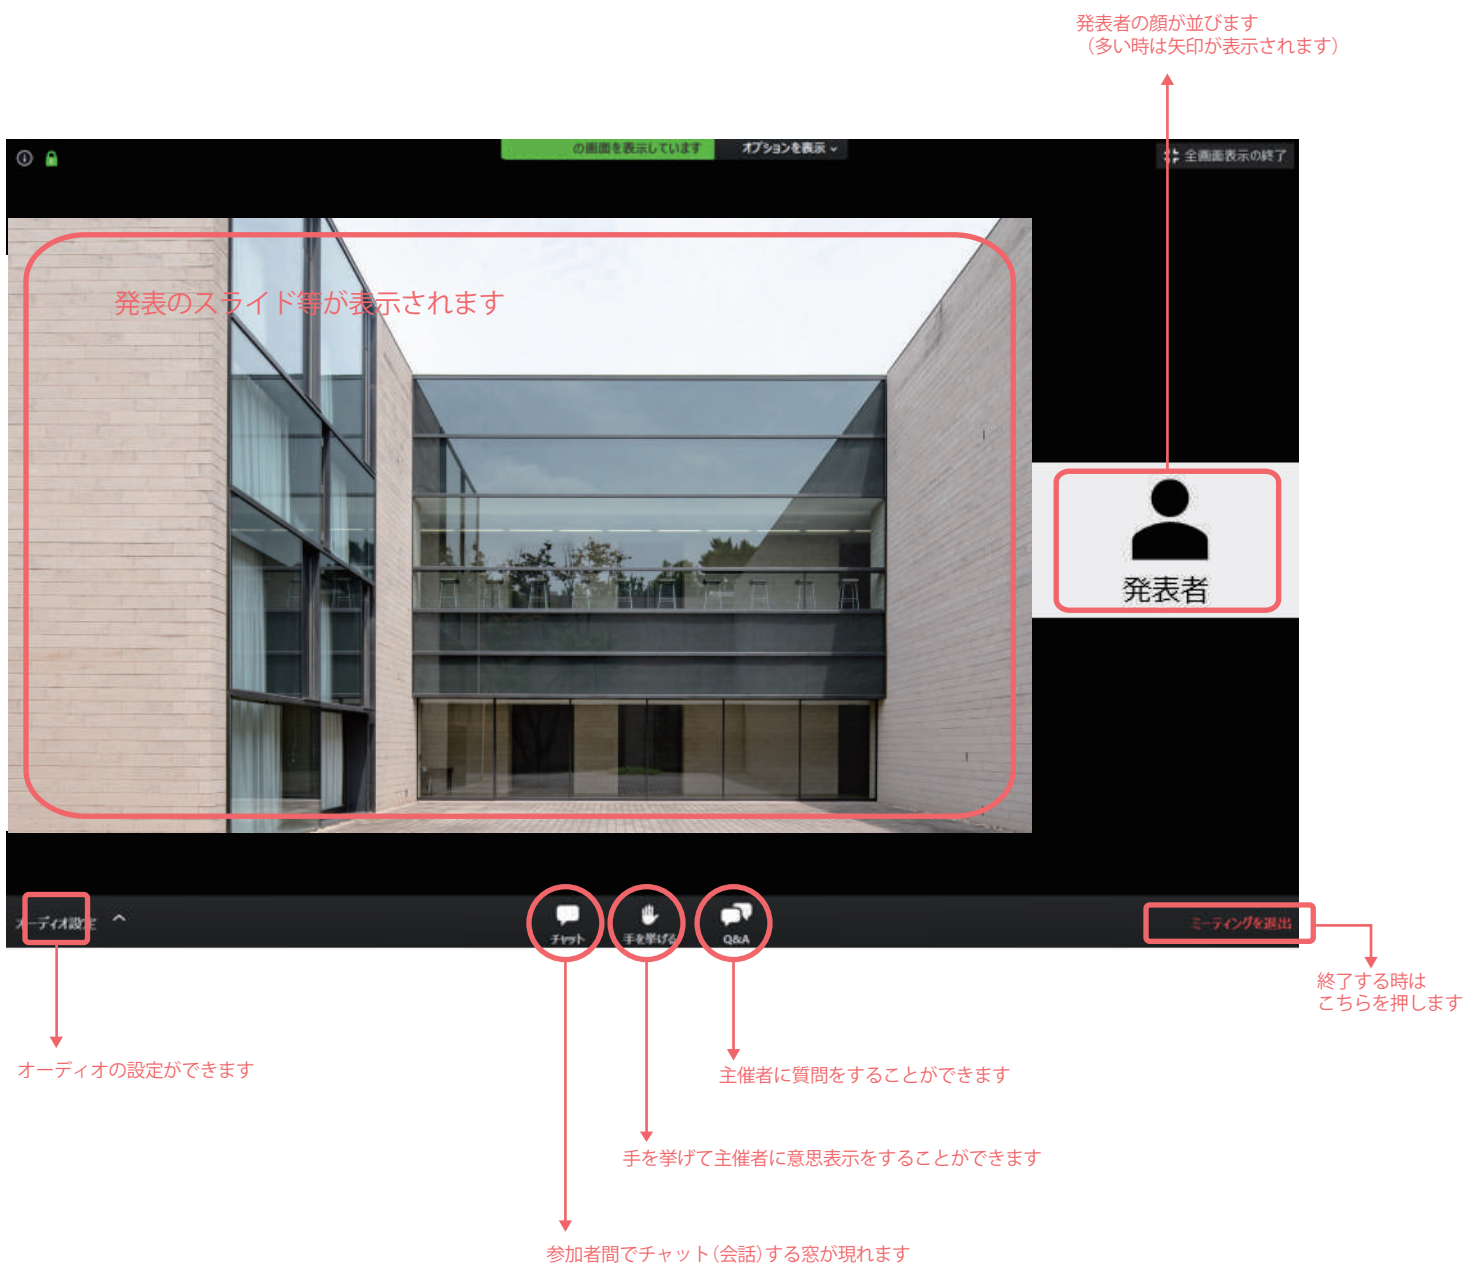 発表者の顔が並びます
（多い時は矢印が表示されます）
の画面を表示しています
オプションを表示
全画面表示の終了
発表のスライド等が表示されます
発表者
オーディオ設定
チャット
手を挙げる
Q&A
ミーティングを退出
終了する時は
こちらを押します
オーディオの設定ができます
主催者に質問をすることができます
手を挙げて主催者に意思表示をすることができます
参加者間でチャット（会話）する窓が現れます